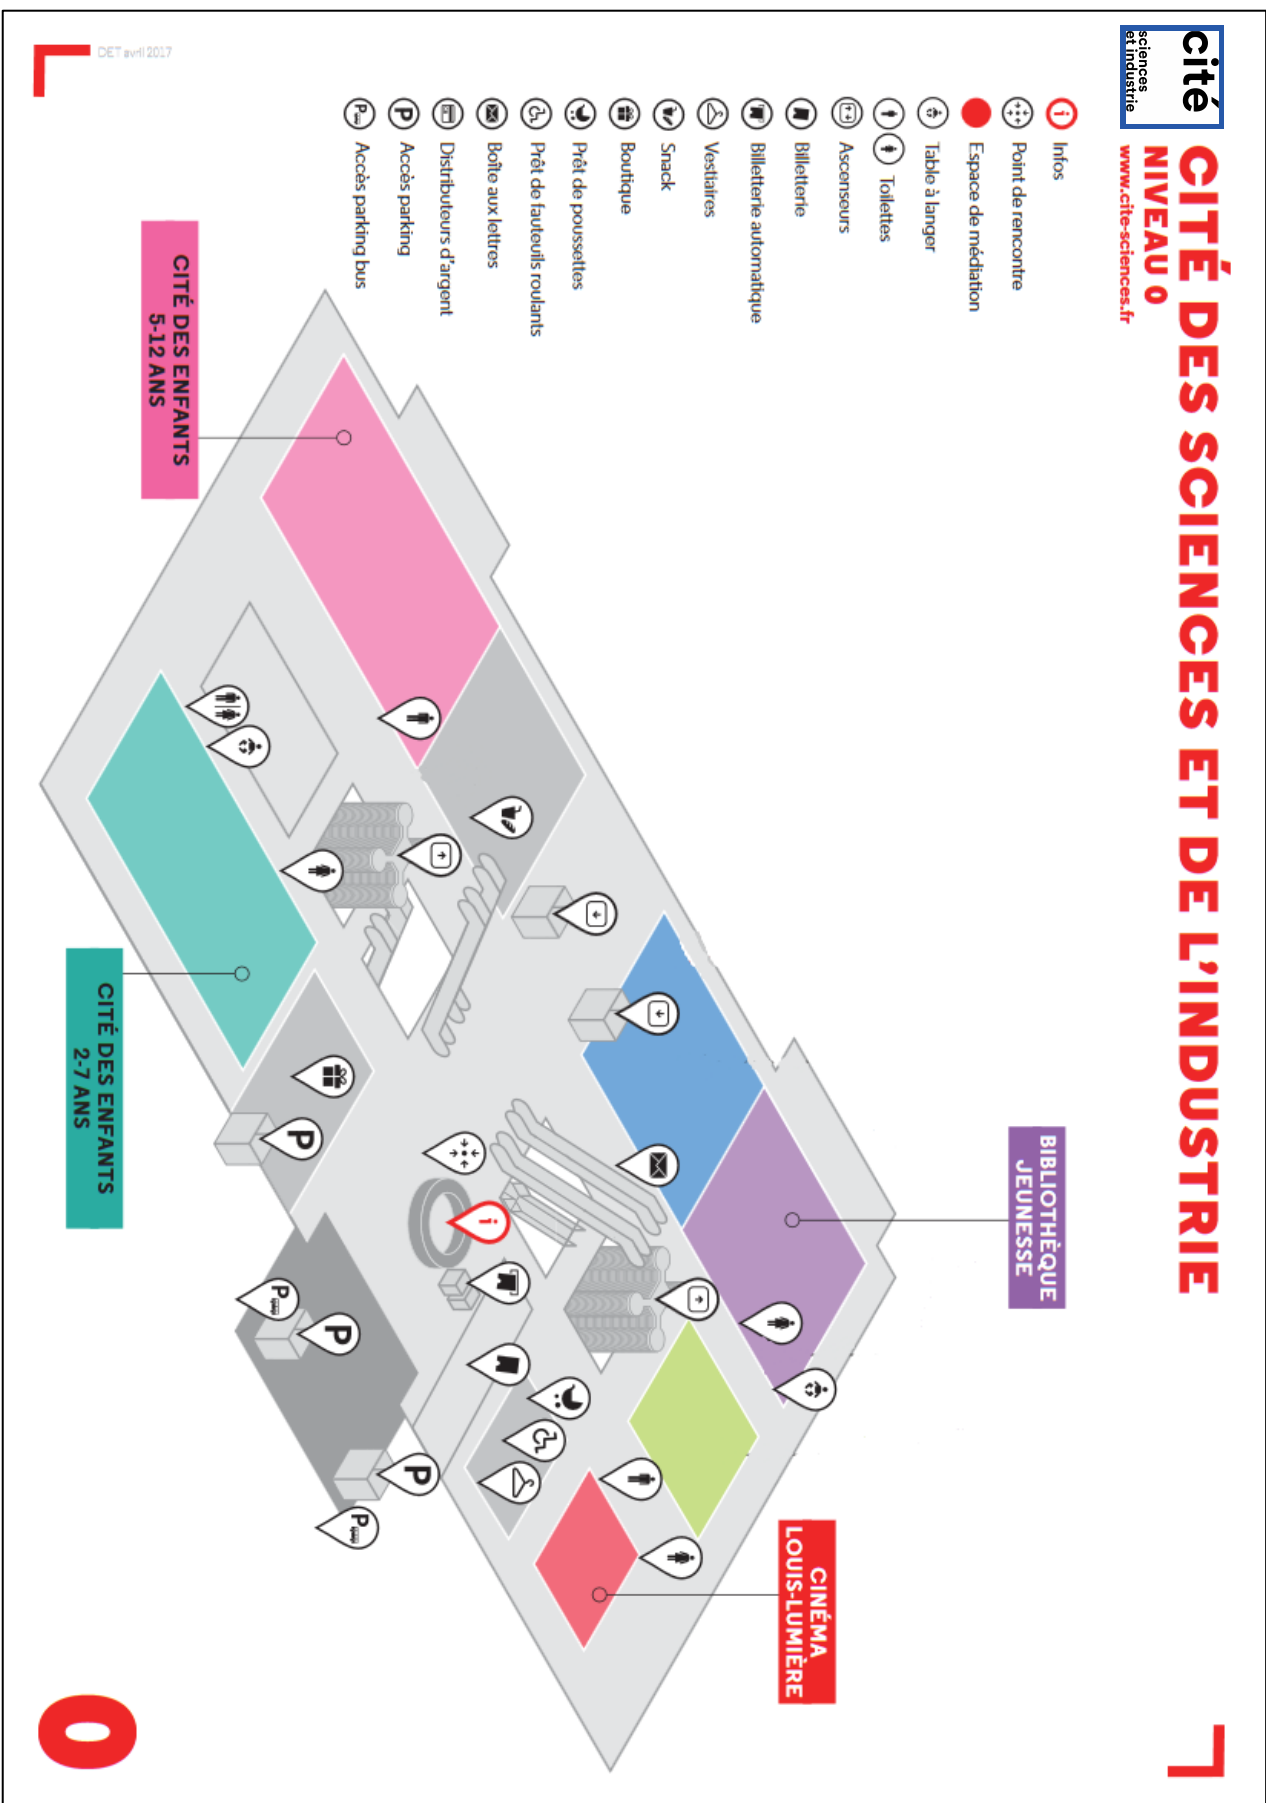 cité
sciences
et industrie
CITÉ DES SCIENCES ET DE L'INDUSTRIE
NIVEAU 0
www.cite-sciences.fr
i Infos
Point de rencontre
Espace de médiation
Table à langer
Toilettes
Ascenseurs
Billetterie
Billetterie automatique
Vestiaires
Snack
Boutique
Prêt de poussettes
Prêt de fauteuils roulants
Boîte aux lettres
Distributeurs d'argent
P Accès parking
P Accès parking bus
BIBLIOTHÈQUE
JEUNESSE
CINÉMA
LOUIS-LUMIÈRE
i
P
P
P
P
P
CITÉ DES ENFANTS
5-12 ANS
CITÉ DES ENFANTS
2-7 ANS
DET avril 2017
0